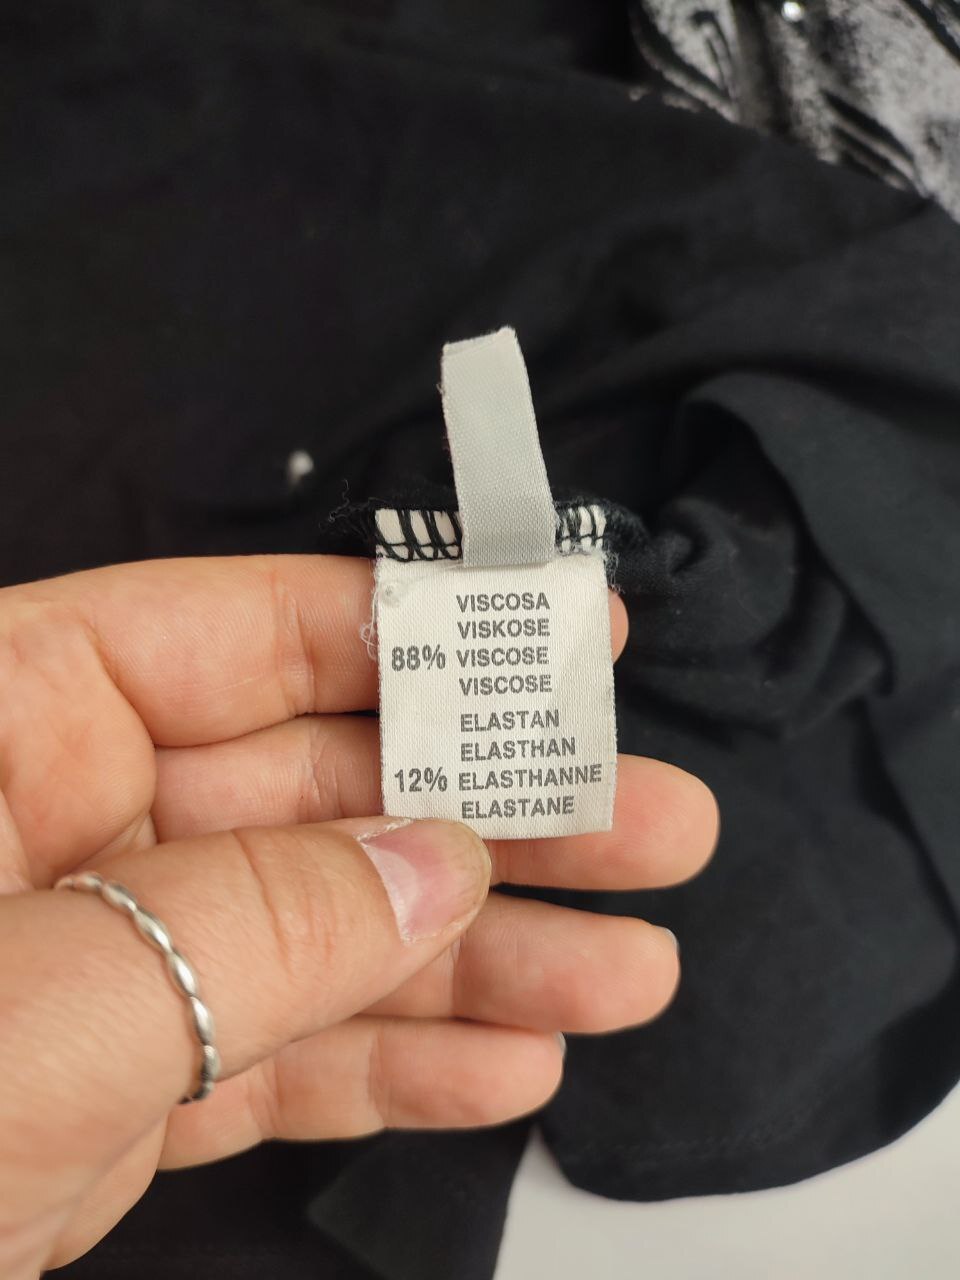 VISCOSA
VISKOSE
88% VISCOSE
VISCOSE
ELASTAN
ELASTHAN
12% ELASTHANNE
ELASTANE